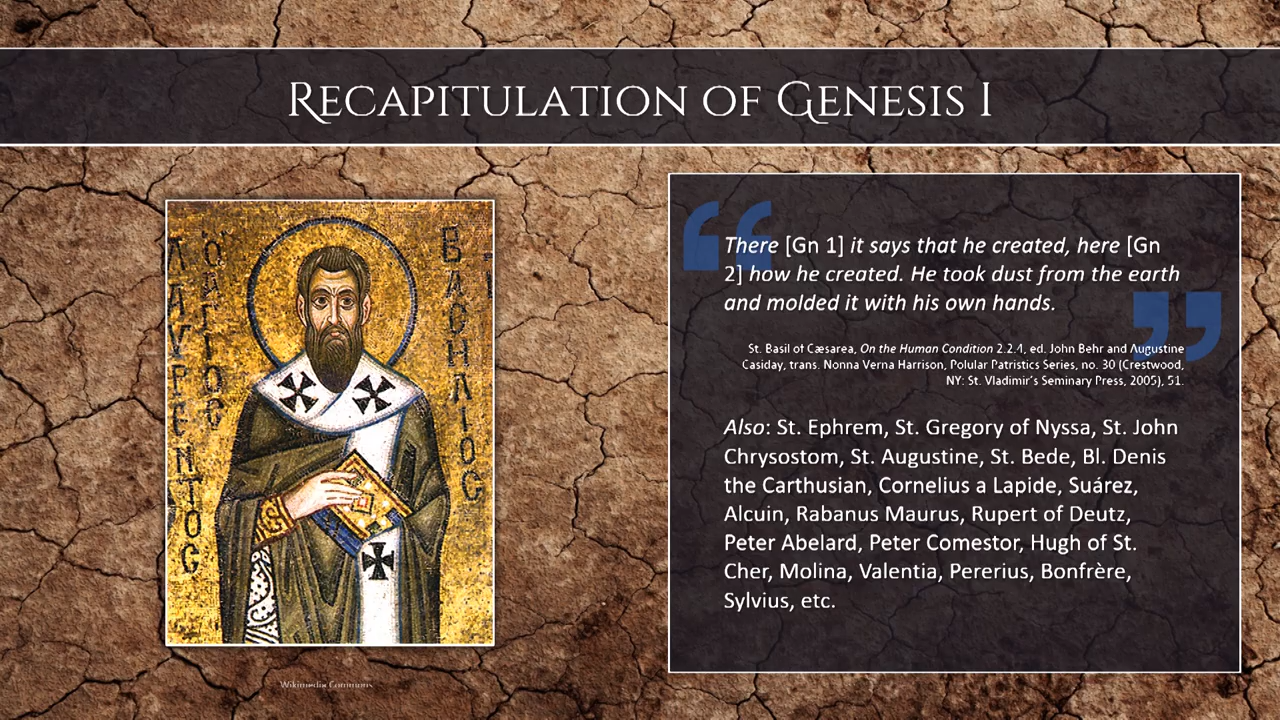 Recapitulation of Genesis I
ΛΑΥΡΕΝΤΟC
Ὁ ΑΓΙΟC
ΒΑCΗΛΙΟC
“There [Gn 1] it says that he created, here [Gn
2] how he created. He took dust from the earth
and molded it with his own hands.”
St. Basil of Cæsarea, On the Human Condition 2.2.4, ed. John Behr and Augustine
Casiday, trans. Nonna Verna Harrison, Polular Patristics Series, no. 30 (Crestwood,
NY: St. Vladimir's Seminary Press, 2005), 51.
Also: St. Ephrem, St. Gregory of Nyssa, St. John
Chrysostom, St. Augustine, St. Bede, Bl. Denis
the Carthusian, Cornelius a Lapide, Suárez,
Alcuin, Rabanus Maurus, Rupert of Deutz,
Peter Abelard, Peter Comestor, Hugh of St.
Cher, Molina, Valentia, Pererius, Bonfrère,
Sylvius, etc.
Wikimedia Commons